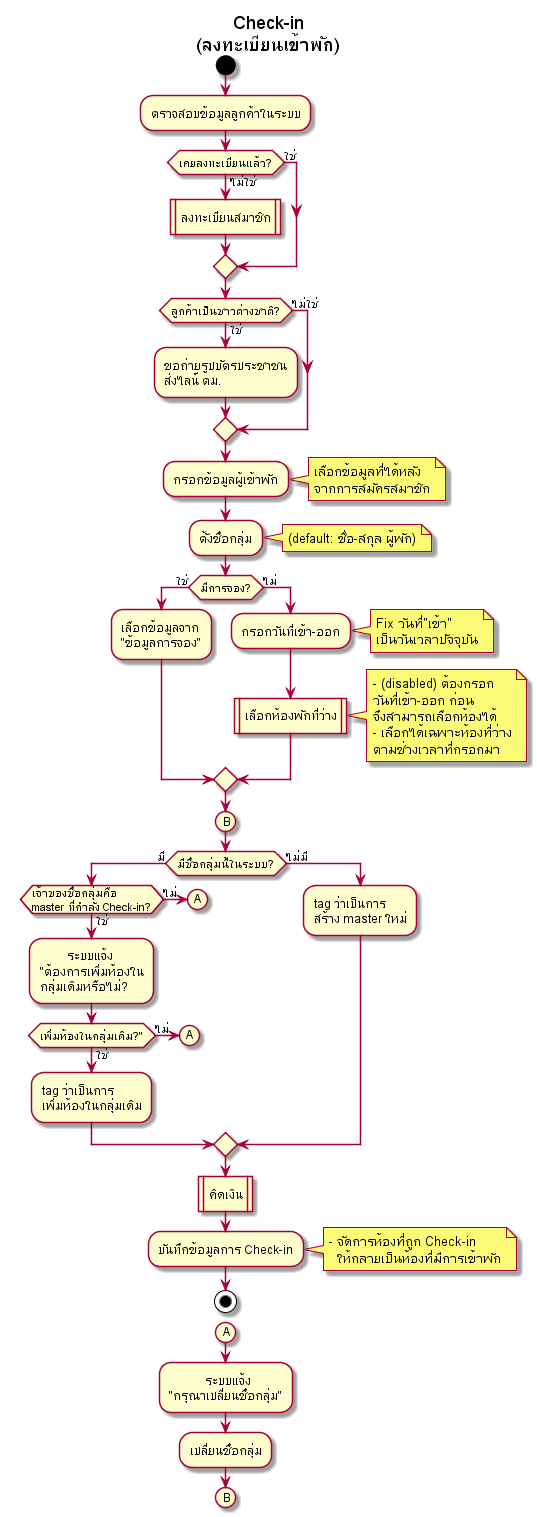 Check-in
(ลงทะเบียนเข้าพัก)
ตรวจสอบข้อมูลลูกค้าในระบบ
เคยลงทะเบียนแล้ว?
ใช่
ไม่ใช่
ลงทะเบียนสมาชิก
ลูกค้าเป็นชาวต่างชาติ?
ไม่ใช่
ใช่
ขอถ่ายรูปบัตรประชาชน
ส่งไลน์ ตม.
กรอกข้อมูลผู้เข้าพัก
เลือกข้อมูลที่ได้หลัง
จากการสมัครสมาชิก
ตั้งชื่อกลุ่ม
(default: ชื่อ-สกุล ผู้พัก)
ใช่
มีการจอง?
ไม่
เลือกข้อมูลจาก
"ข้อมูลการจอง"
กรอกวันที่เข้า-ออก
Fix วันที่"เข้า"
เป็นวันเวลาปัจจุบัน
เลือกห้องพักที่ว่าง
- (disabled) ต้องกรอก
วันที่เข้า-ออก ก่อน
จึงสามารถเลือกห้องได้
- เลือกได้เฉพาะห้องที่ว่าง
ตามช่วงเวลาที่กรอกมา
B
มี
มีชื่อกลุ่มนี้ในระบบ?
ไม่มี
เจ้าของชื่อกลุ่มคือ
master ที่กำลัง Check-in?
ไม่
A
ใช่
tag ว่าเป็นการ
สร้าง master ใหม่
ระบบแจ้ง
"ต้องการเพิ่มห้องใน
กลุ่มเดิมหรือไม่?
เพิ่มห้องในกลุ่มเดิม?"
ไม่
A
ใช่
tag ว่าเป็นการ
เพิ่มห้องในกลุ่มเดิม
คิดเงิน
บันทึกข้อมูลการ Check-in
- จัดการห้องที่ถูก Check-in
ให้กลายเป็นห้องที่มีการเข้าพัก
A
ระบบแจ้ง
"กรุณาเปลี่ยนชื่อกลุ่ม"
เปลี่ยนชื่อกลุ่ม
B